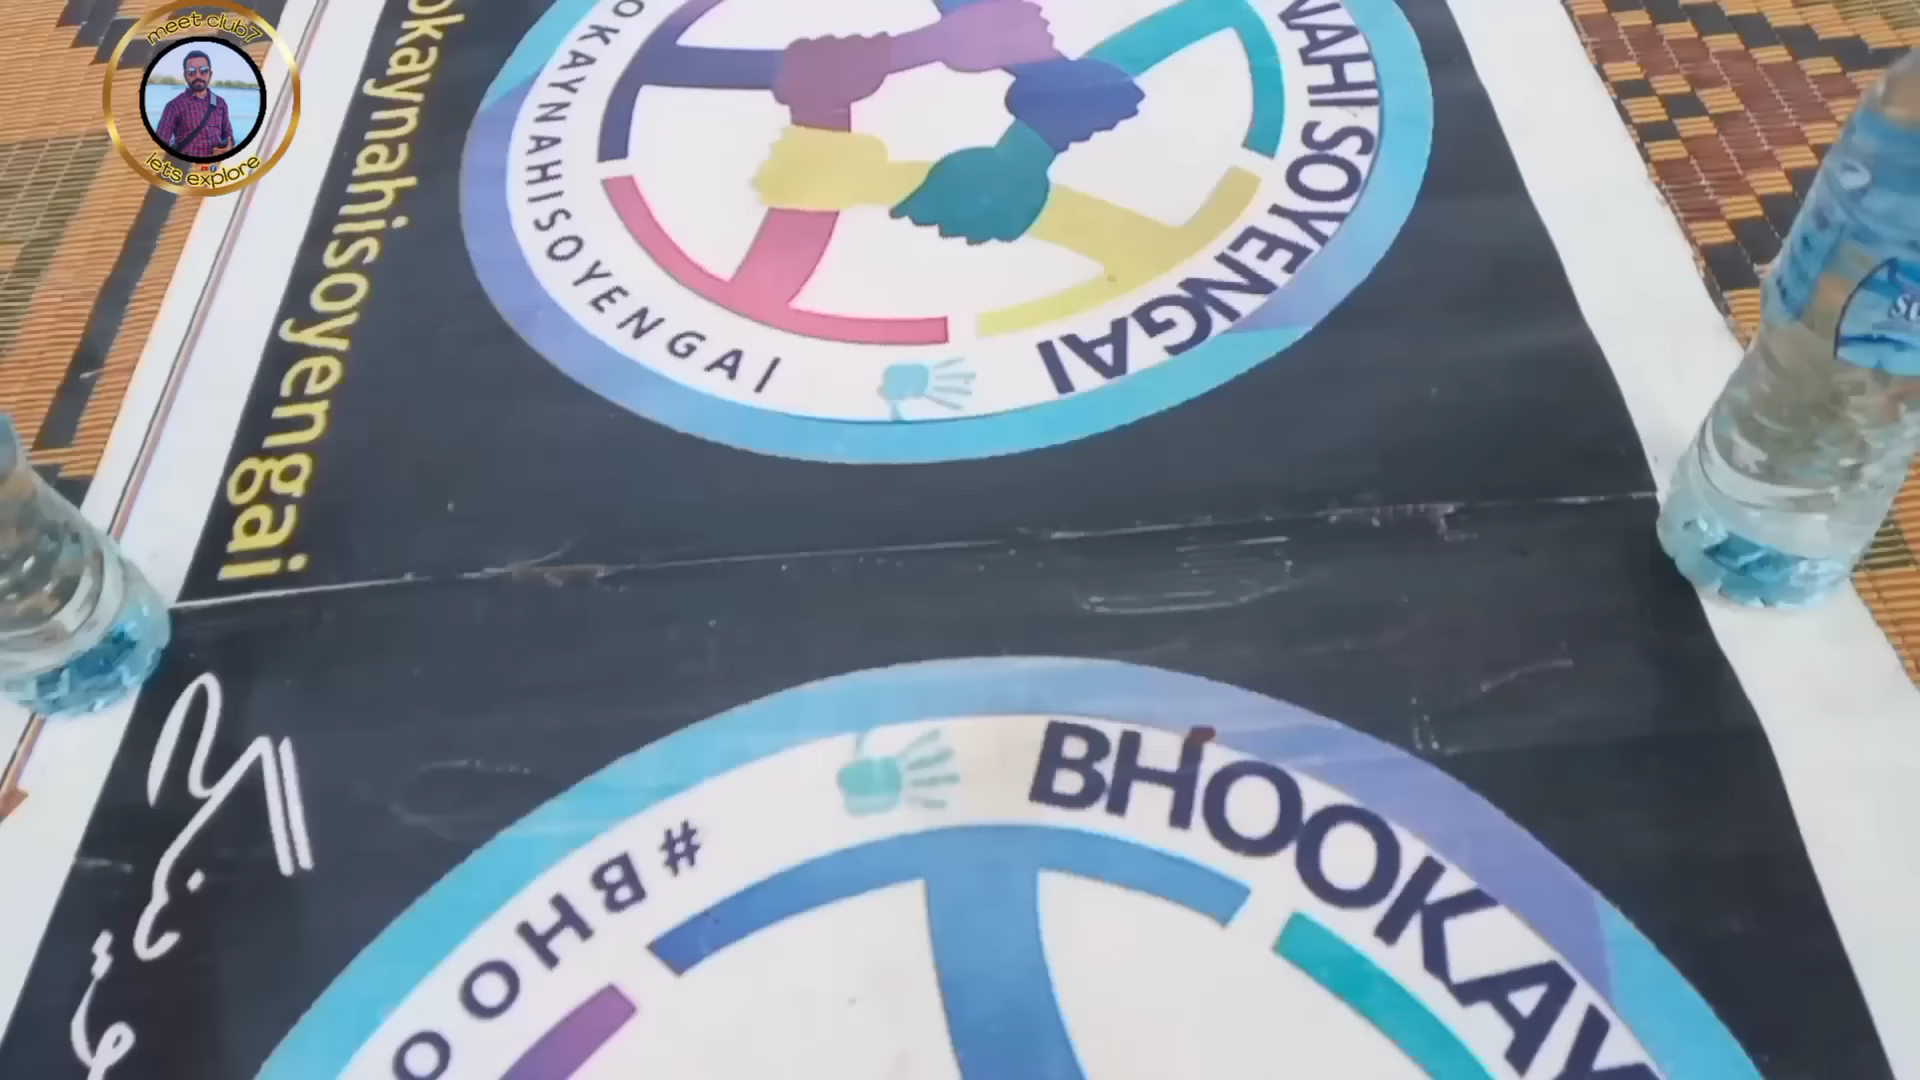 meet club7
lets explore
okaynahisoyengai
OKAYNAHISOYENGAI
NAHI SOYENGAI
BHOOKAY
#BHOO